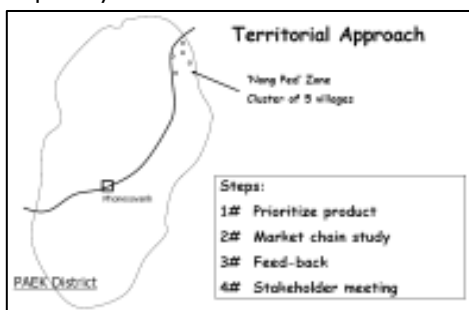 Territorial Approach
'Nong Ped' Zone
Cluster of 5 villages
Steps:
1# Prioritize product
2# Market chain study
3# Feed-back
4# Stakeholder meeting
PAEK District